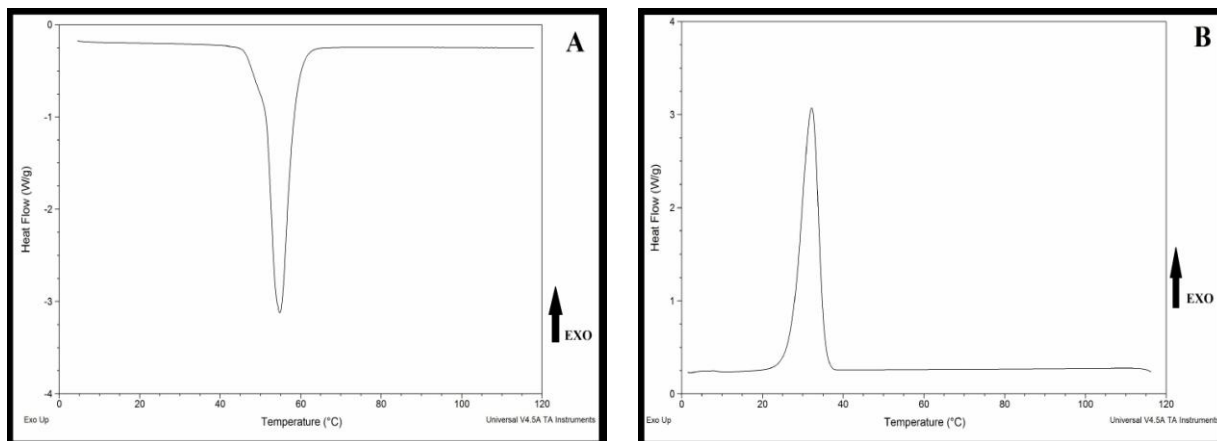 A
0
-1
-2
-3
-4
Heat Flow (W/g)
0
20
40
60
80
100
120
Exo Up
Temperature (°C)
Universal V4.5A TA Instruments
EXO
B
4
3
2
1
0
Heat Flow (W/g)
0
20
40
60
80
100
120
Exo Up
Temperature (°C)
Universal V4.5A TA Instruments
EXO